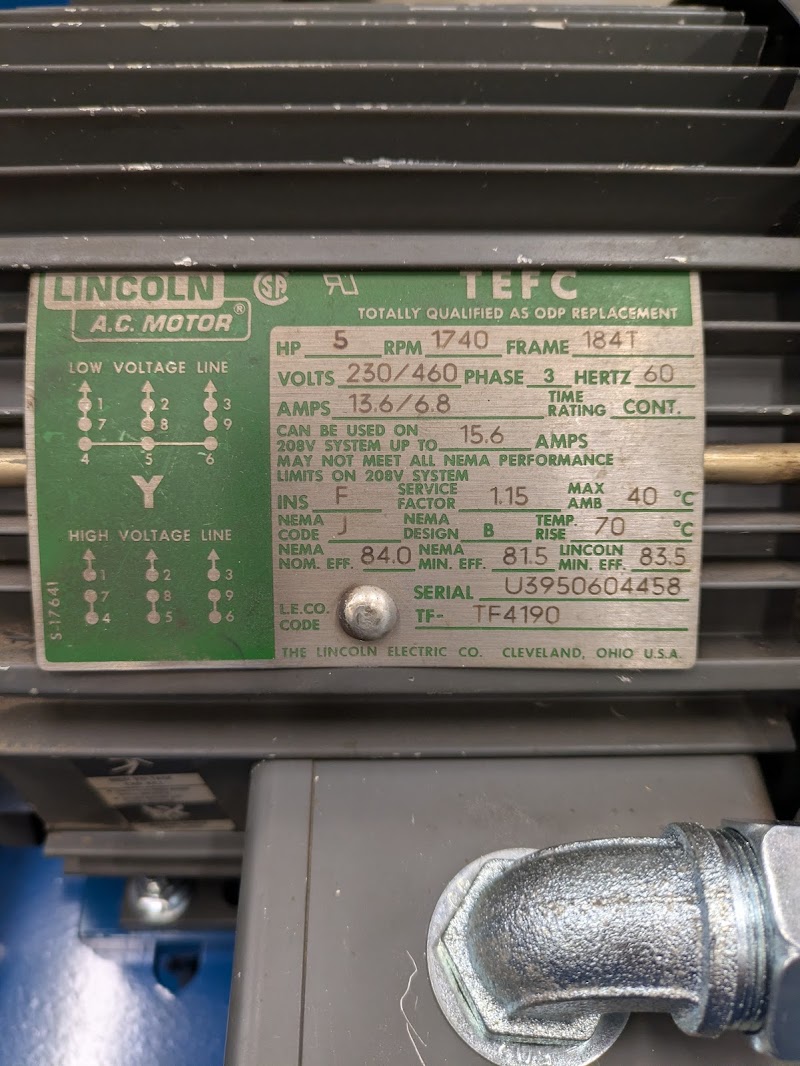 LINCOLN
A.C. MOTOR®
SA
TEFC
TOTALLY QUALIFIED AS ODP REPLACEMENT
LOW VOLTAGE LINE
1 2 3
7 8 9
4 5 6
Y
HIGH VOLTAGE LINE
1 2 3
7 8 9
4 5 6
S-17641
HP 5 RPM 1740 FRAME 184T
VOLTS 230/460 PHASE 3 HERTZ 60
AMPS 13.6/6.8 TIME RATING CONT.
CAN BE USED ON
208V SYSTEM UP TO 15.6 AMPS
MAY NOT MEET ALL NEMA PERFORMANCE
LIMITS ON 208V SYSTEM
INS F SERVICE FACTOR 1.15 MAX AMB 40 °C
NEMA CODE J NEMA DESIGN B TEMP. RISE 70 °C
NEMA NOM. EFF. 84.0 NEMA MIN. EFF. 81.5 LINCOLN MIN. EFF. 83.5
SERIAL U3950604458
L.E.CO. CODE TF- TF4190
THE LINCOLN ELECTRIC CO. CLEVELAND, OHIO U.S.A.